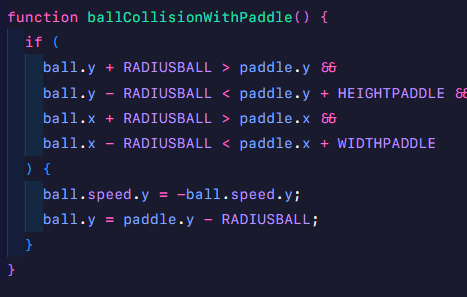 function ballCollisionWithPaddle() {
if (
ball.y + RADIUSBALL > paddle.y &&
ball.y - RADIUSBALL < paddle.y + HEIGHTPADDLE &&
ball.x + RADIUSBALL > paddle.x &&
ball.x - RADIUSBALL < paddle.x + WIDTHPADDLE
) {
ball.speed.y = -ball.speed.y;
ball.y = paddle.y - RADIUSBALL;
}
}